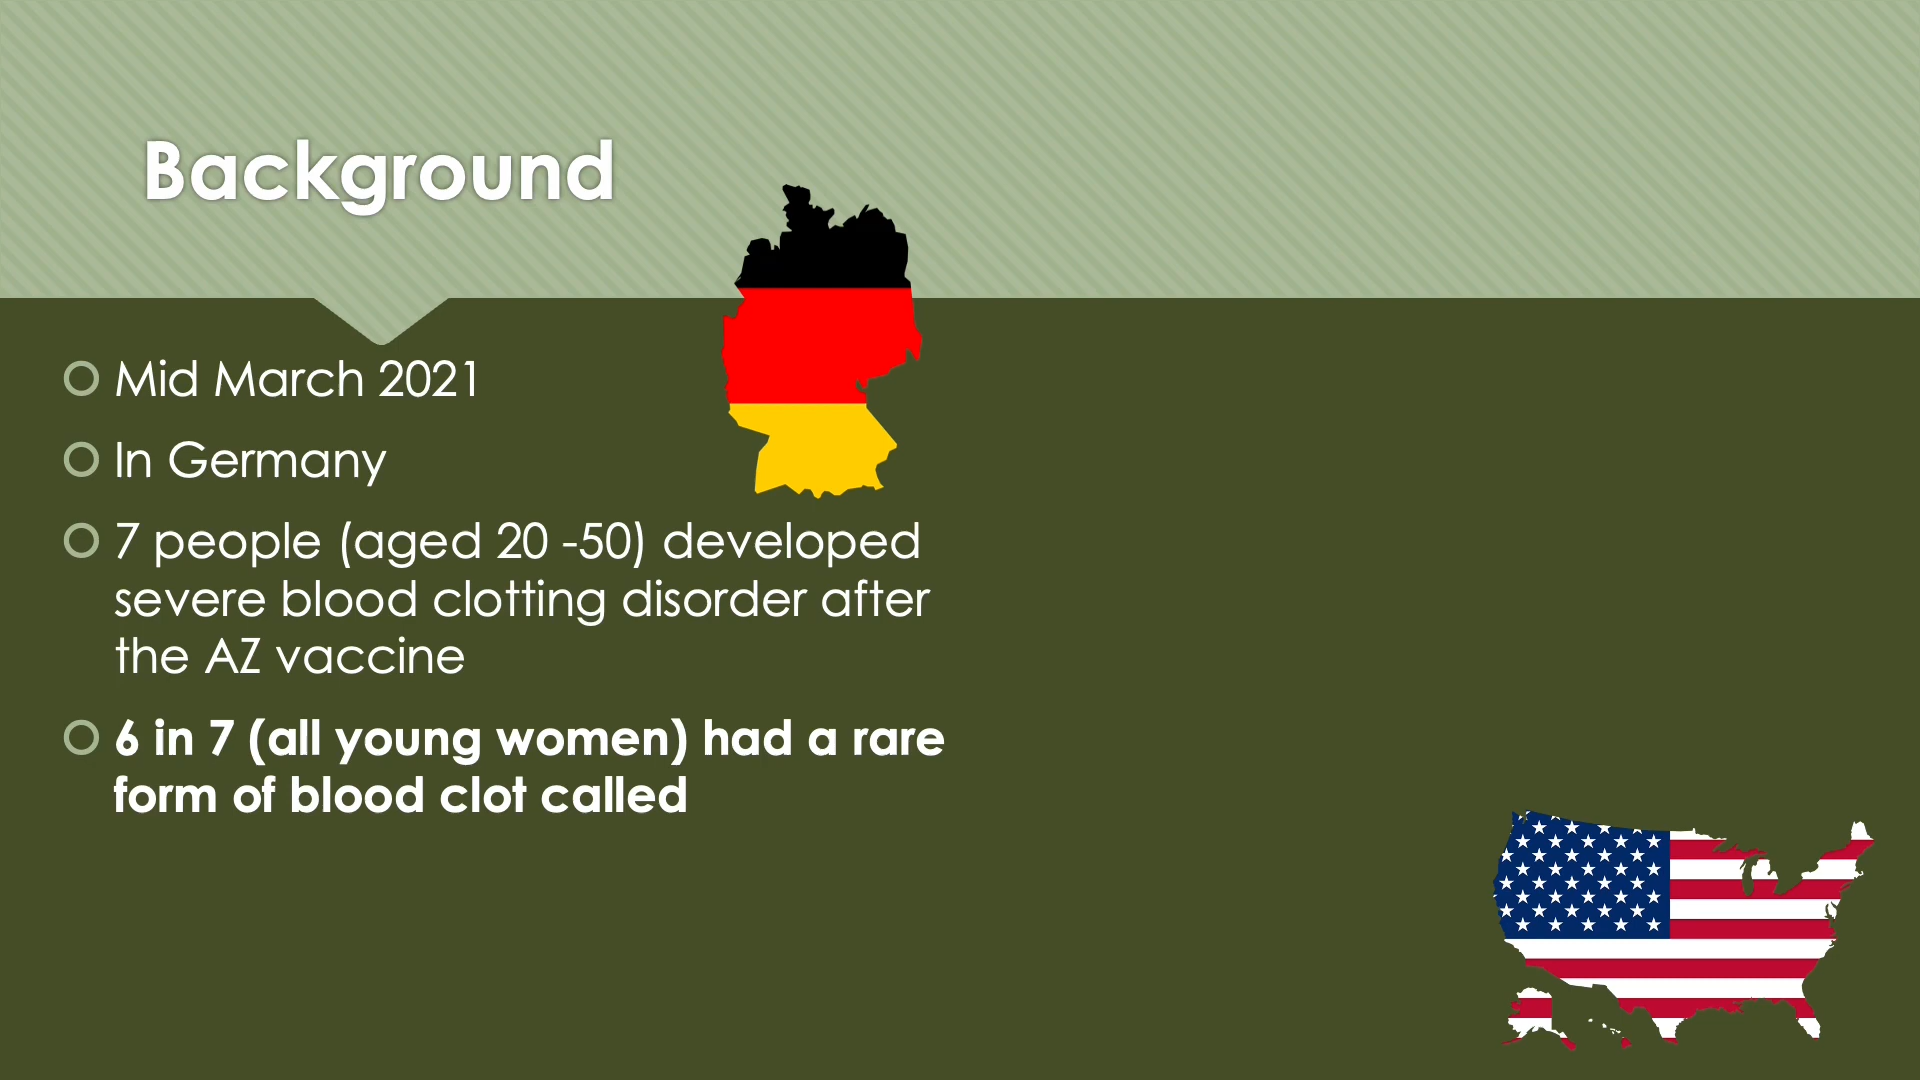 Background
Mid March 2021
In Germany
7 people (aged 20 -50) developed
severe blood clotting disorder after
the AZ vaccine
6 in 7 (all young women) had a rare
form of blood clot called